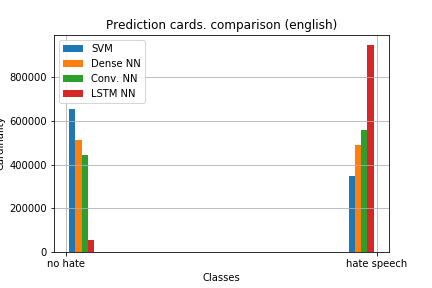 Prediction cards. comparison (english)
SVM
Dense NN
Conv. NN
LSTM NN
800000
600000
400000
200000
0
no hate
hate speech
Classes